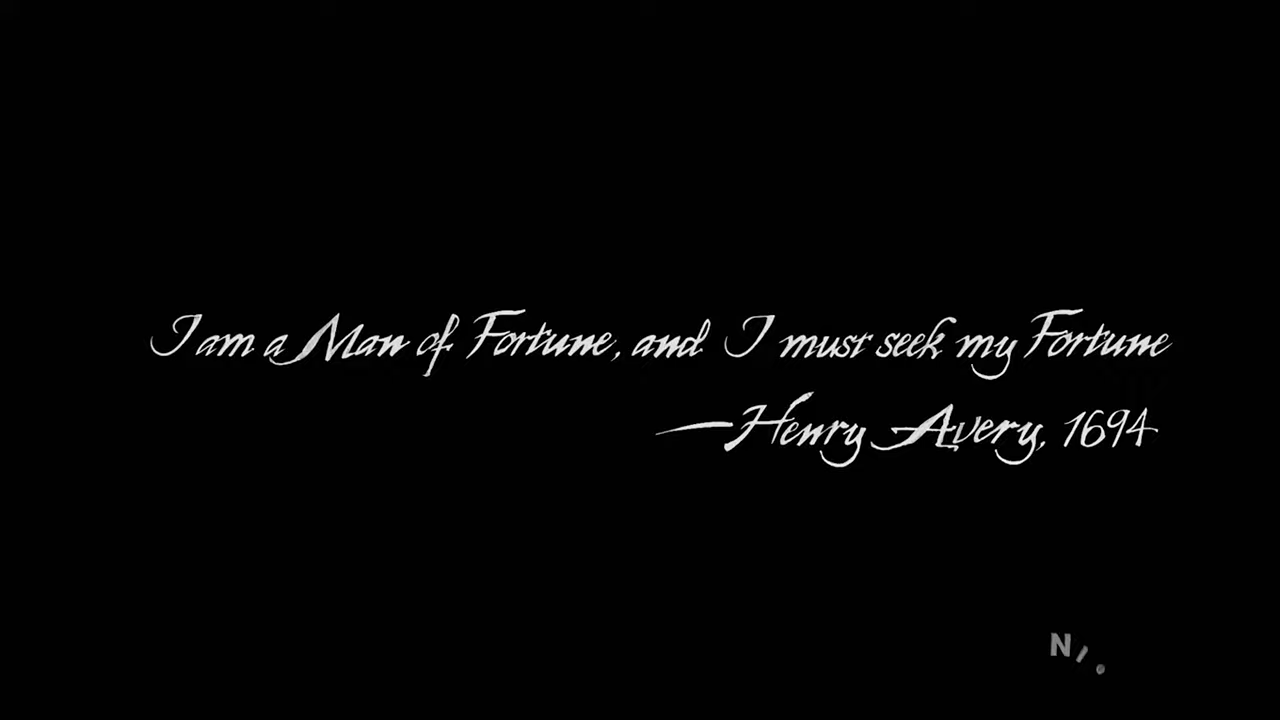 I am a Man of Fortune, and I must seek my Fortune
—Henry Avery, 1694